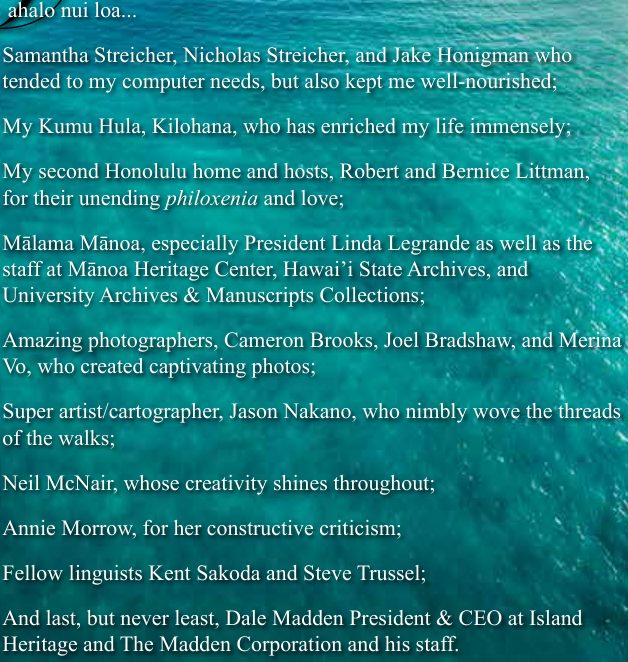 ahalo nui loa...
Samantha Streicher, Nicholas Streicher, and Jake Honigman who
tended to my computer needs, but also kept me well-nourished;
My Kumu Hula, Kilohana, who has enriched my life immensely;
My second Honolulu home and hosts, Robert and Bernice Littman,
for their unending philoxenia and love;
Mālama Mānoa, especially President Linda Legrande as well as the
staff at Mānoa Heritage Center, Hawai’i State Archives, and
University Archives & Manuscripts Collections;
Amazing photographers, Cameron Brooks, Joel Bradshaw, and Merina
Vo, who created captivating photos;
Super artist/cartographer, Jason Nakano, who nimbly wove the threads
of the walks;
Neil McNair, whose creativity shines throughout;
Annie Morrow, for her constructive criticism;
Fellow linguists Kent Sakoda and Steve Trussel;
And last, but never least, Dale Madden President & CEO at Island
Heritage and The Madden Corporation and his staff.